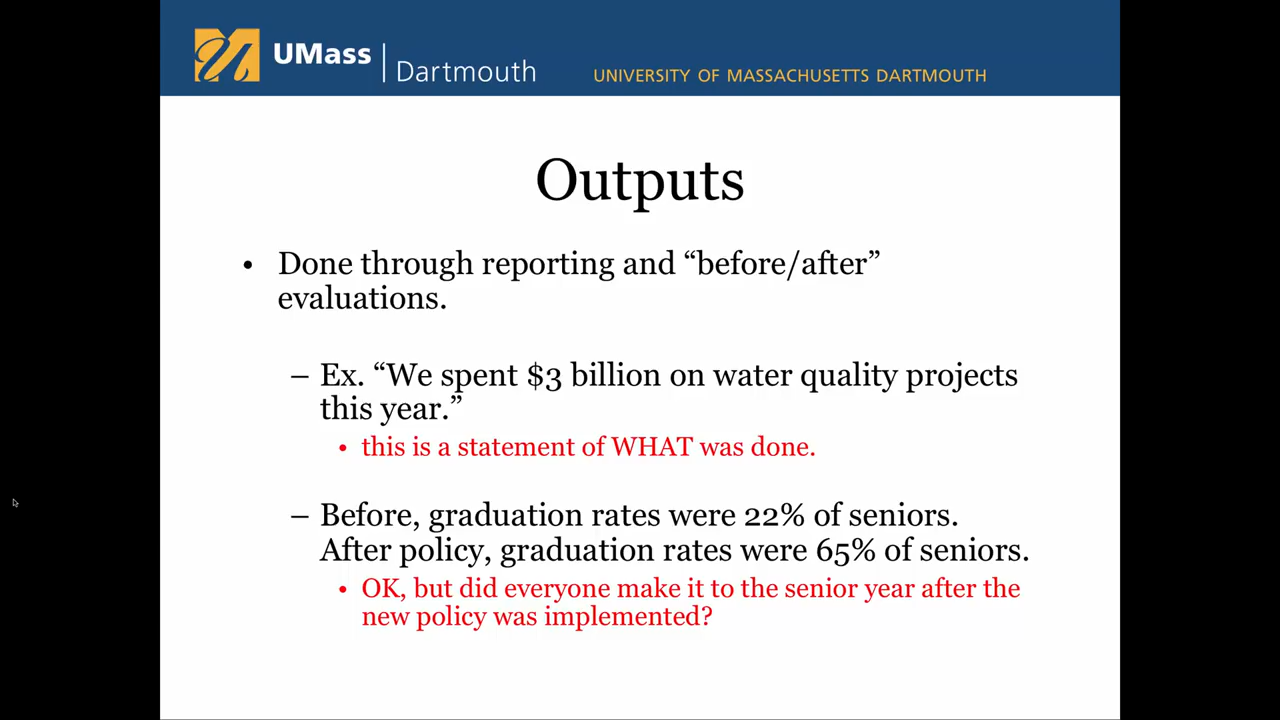 UMass | Dartmouth
UNIVERSITY OF MASSACHUSETTS DARTMOUTH
Outputs
• Done through reporting and “before/after”
evaluations.
– Ex. “We spent $3 billion on water quality projects
this year.”
• this is a statement of WHAT was done.
– Before, graduation rates were 22% of seniors.
After policy, graduation rates were 65% of seniors.
• OK, but did everyone make it to the senior year after the
new policy was implemented?